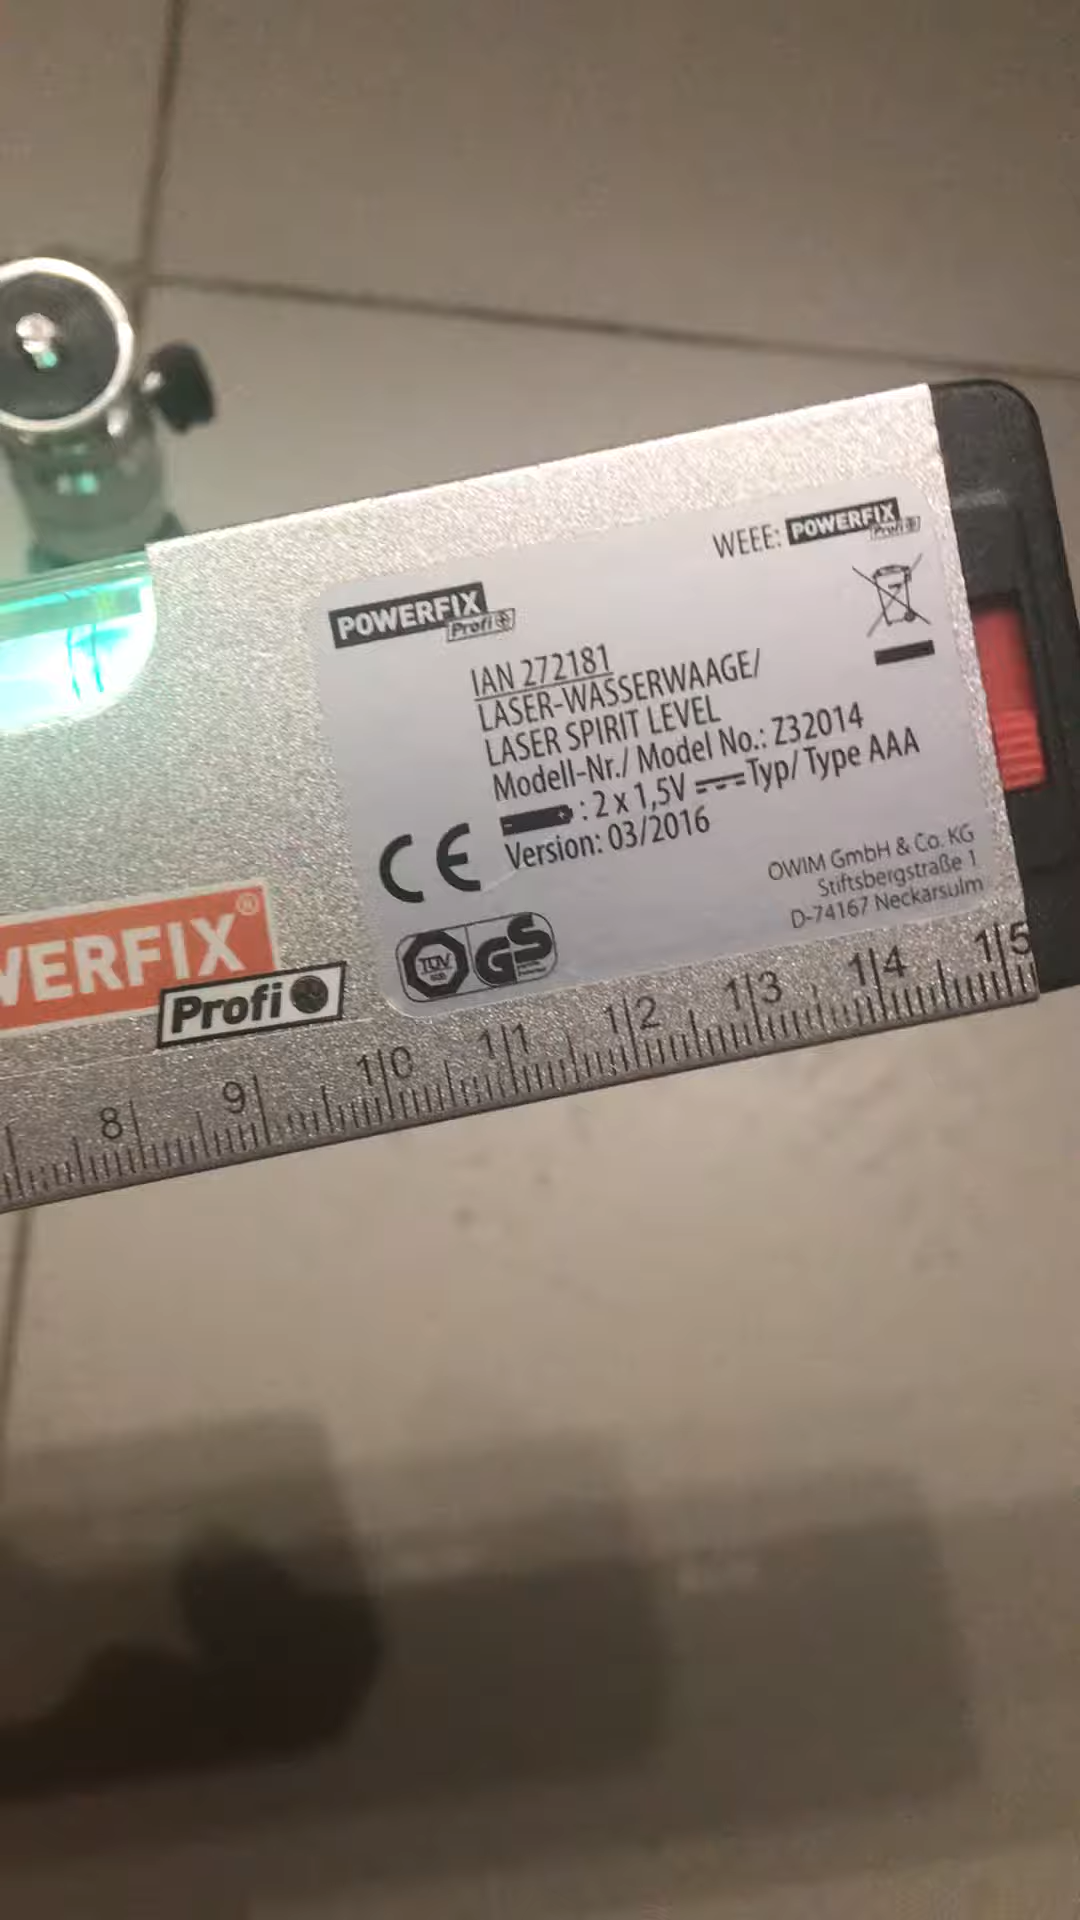 WEEE: POWERFIX
Profi
POWERFIX
Profi
IAN 272181
LASER-WASSERWAAGE/
LASER SPIRIT LEVEL
Modell-Nr./ Model No.: Z32014
: 2 x 1,5V Typ/ Type AAA
Version: 03/2016
CE
OWIM GmbH & Co. KG
Stiftsbergstraße 1
D-74167 Neckarsulm
TÜV GS
WERFIX®
Profi
8 9 10 11 12 13 14 15